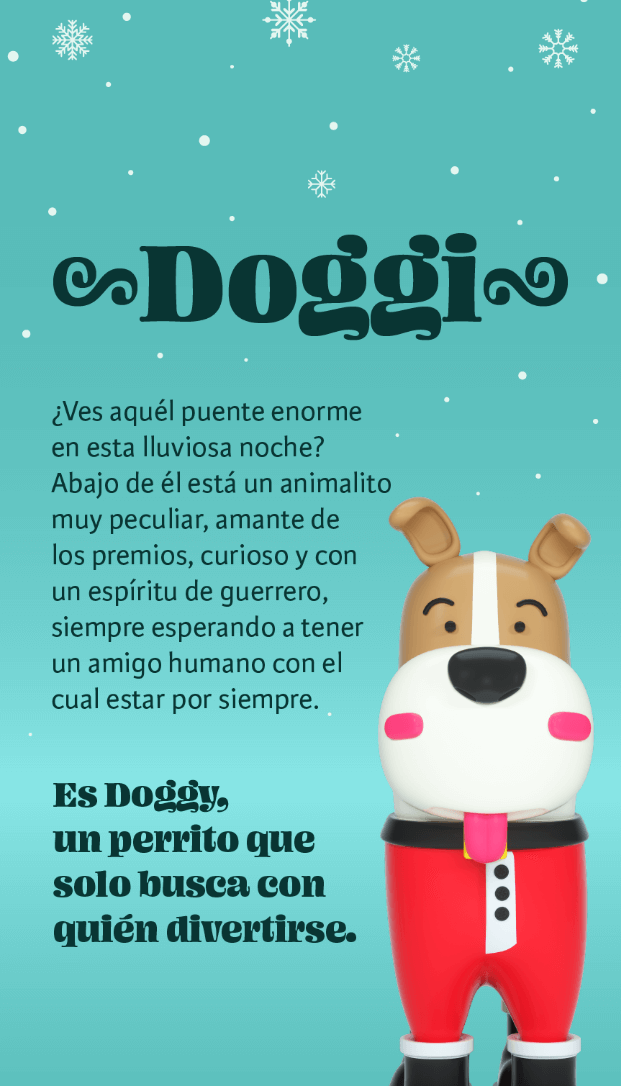 Doggi
¿Ves aquél puente enorme
en esta lluviosa noche?
Abajo de él está un animalito
muy peculiar, amante de
los premios, curioso y con
un espíritu de guerrero,
siempre esperando a tener
un amigo humano con el
cual estar por siempre.
Es Doggy,
un perrito que
solo busca con
quién divertirse.